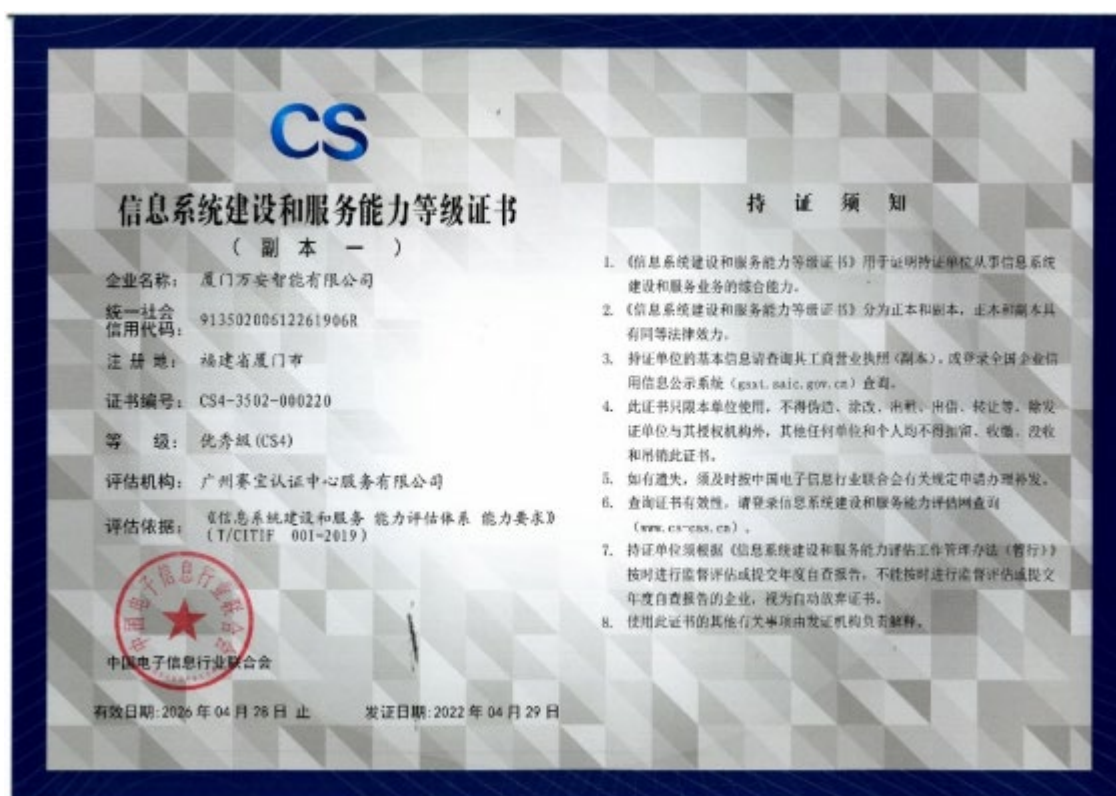 CS
信息系统建设和服务能力等级证书
（副本一）
企业名称： 厦门万安智能有限公司
统一社会
信用代码： 91350200612261906R
注册地： 福建省厦门市
证书编号： CS4-3502-000220
等 级： 优秀级(CS4)
评估机构： 广州赛宝认证中心服务有限公司
评估依据： 《信息系统建设和服务 能力评估体系 能力要求》
(T/CITIF 001-2019)
中国电子信息行业联合会
中国电子信息行业联合会
有效日期:2026年04月28日 止 发证日期:2022年04月29日
持证须知
1. 《信息系统建设和服务能力等级证书》用于证明持证单位从事信息系统
建设和服务业务的综合能力。
2. 《信息系统建设和服务能力等级证书》分为正本和副本，正本和副本具
有同等法律效力。
3. 持证单位的基本信息请查询其工商营业执照（副本），或登录全国企业信
用信息公示系统（gsxt.saic.gov.cn）查询。
4. 此证书只限本单位使用，不得伪造、涂改、出租、出借、转让等。除发
证单位与其授权机构外，其他任何单位和个人均不得扣留、收缴、没收
和吊销此证书。
5. 如有遗失，须及时按中国电子信息行业联合会有关规定申请办理补发。
6. 查询证书有效性，请登录信息系统建设和服务能力评估网查询
（www.cs-cas.cn）。
7. 持证单位须根据《信息系统建设和服务能力评估工作管理办法（暂行）》
按时进行监督评估或提交年度自查报告，不能按时进行监督评估或提交
年度自查报告的企业，视为自动放弃证书。
8. 使用此证书的其他有关事项由发证机构负责解释。